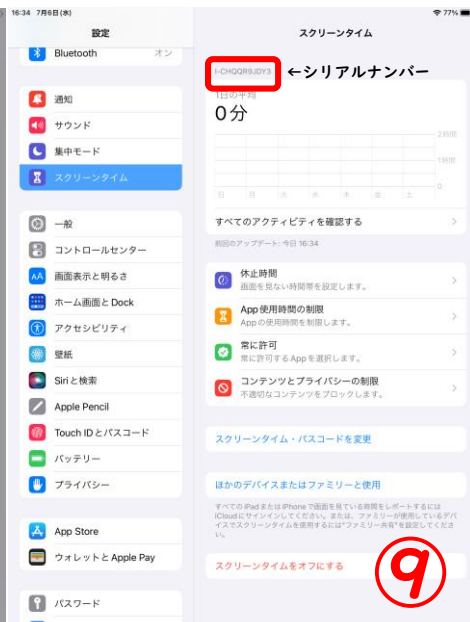 16:34 7月6日(水)
77%
設定
Bluetooth
オン
通知
サウンド
集中モード
スクリーンタイム
一般
コントロールセンター
画面表示と明るさ
ホーム画面と Dock
アクセシビリティ
壁紙
Siriと検索
Apple Pencil
Touch IDとパスコード
バッテリー
プライバシー
App Store
ウォレットと Apple Pay
パスワード
スクリーンタイム
I-CHQQR9JDY3
←シリアルナンバー
1日の平均
0分
2時間
1時間
0
日 月 火 水 木 金 土
すべてのアクティビティを確認する
前回のアップデート: 今日 16:34
休止時間
画面を見ない時間帯を設定します。
App使用時間の制限
Appの使用時間を制限します。
常に許可
常に許可するAppを選択します。
コンテンツとプライバシーの制限
不適切なコンテンツをブロックします。
スクリーンタイム・パスコードを変更
ほかのデバイスまたはファミリーと使用
すべてのiPadまたはiPhoneで画面を見ている時間をレポートするには
iCloudにサインインしてください。または、ファミリーが使用しているデバ
イスでスクリーンタイムを使用するには"ファミリー共有"を設定してくださ
い。
スクリーンタイムをオフにする
9